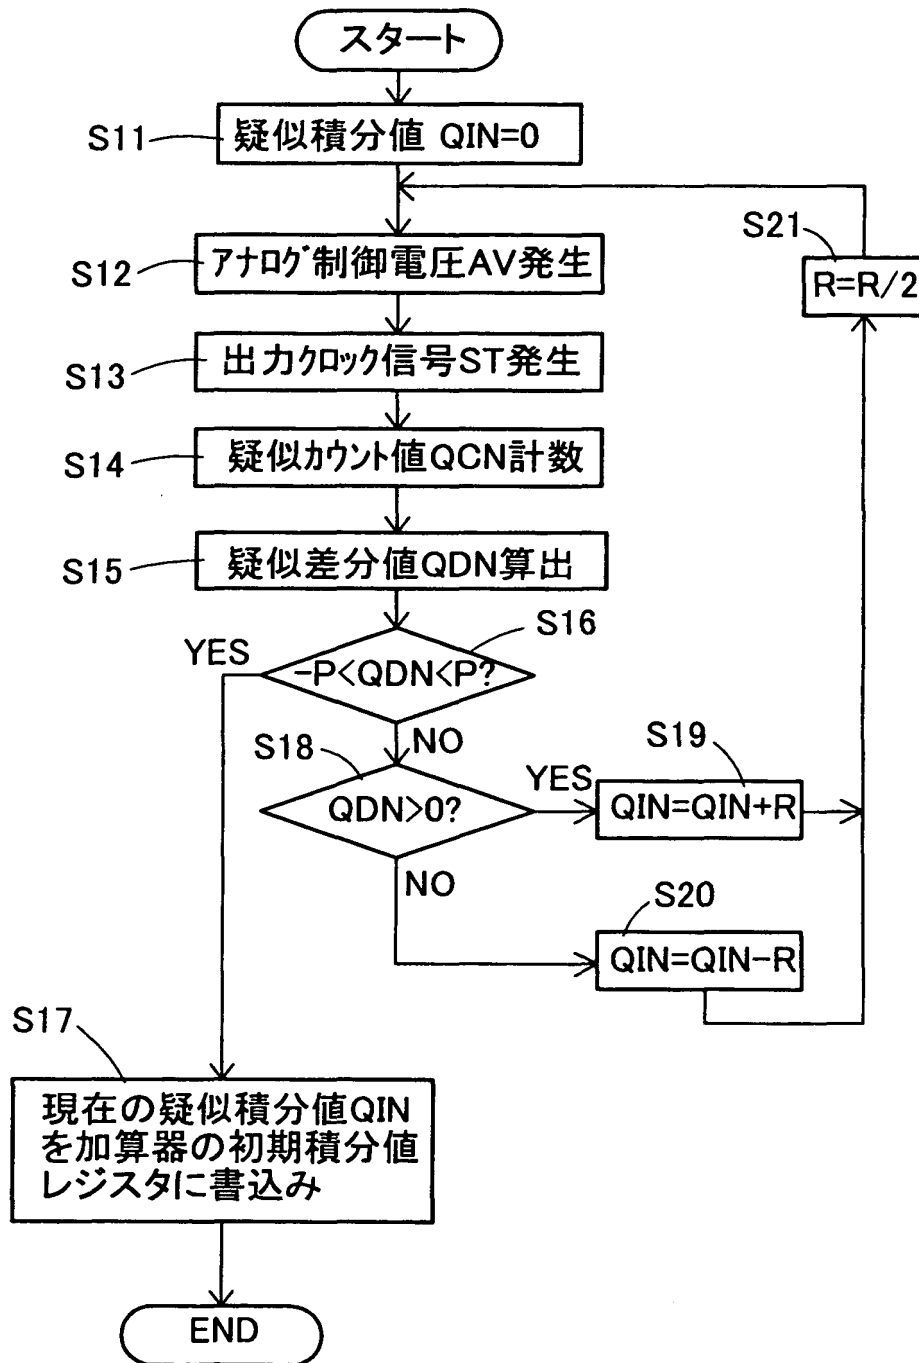 スタート
S11
疑似積分値 QIN=0
S21
R=R/2
S12
アナログ制御電圧AV発生
S13
出力クロック信号ST発生
S14
疑似カウント値QCN計数
S15
疑似差分値QDN算出
S16
YES
-P<QDN<P?
NO
S18
QDN>0?
YES
S19
QIN=QIN+R
NO
S20
QIN=QIN-R
S17
現在の疑似積分値QIN
を加算器の初期積分値
レジスタに書込み
END